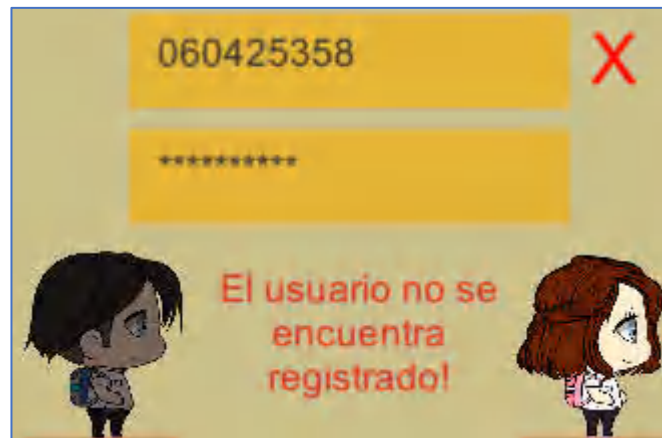 060425358
X
**********
El usuario no se
encuentra
registrado!